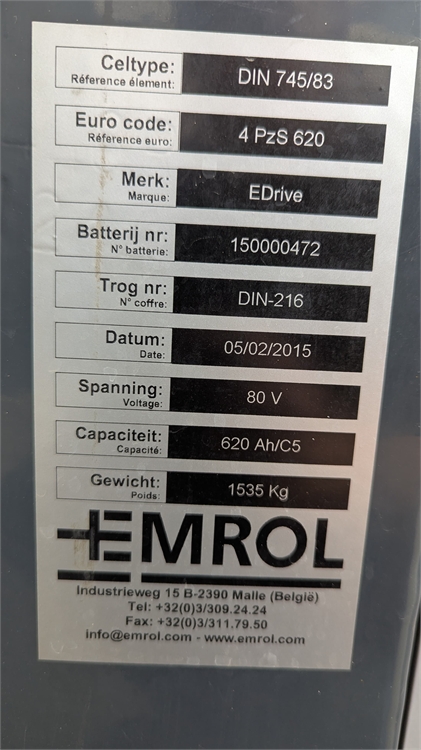 Celtype: DIN 745/83
Réference élement:
Euro code: 4 PzS 620
Réference euro:
Merk: EDrive
Marque:
Batterij nr: 150000472
N° batterie:
Trog nr: DIN-216
N° coffre:
Datum: 05/02/2015
Date:
Spanning: 80 V
Voltage:
Capaciteit: 620 Ah/C5
Capacité:
Gewicht: 1535 Kg
Poids:
EMROL
Industrieweg 15 B-2390 Malle (België)
Tel: +32(0)3/309.24.24
Fax: +32(0)3/311.79.50
info@emrol.com - www.emrol.com